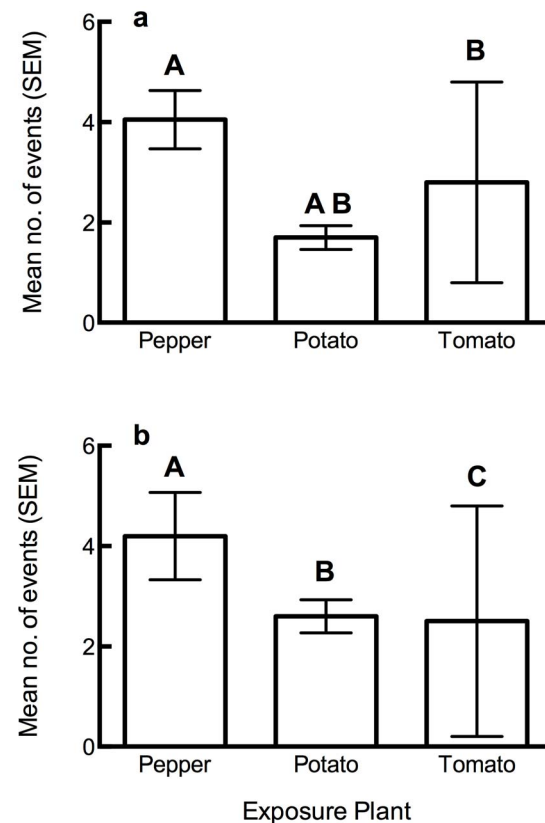 a
Mean no. of events (SEM)
6
4
2
0
A
A B
B
Pepper Potato Tomato
b
Mean no. of events (SEM)
6
4
2
0
A
B
C
Pepper Potato Tomato
Exposure Plant